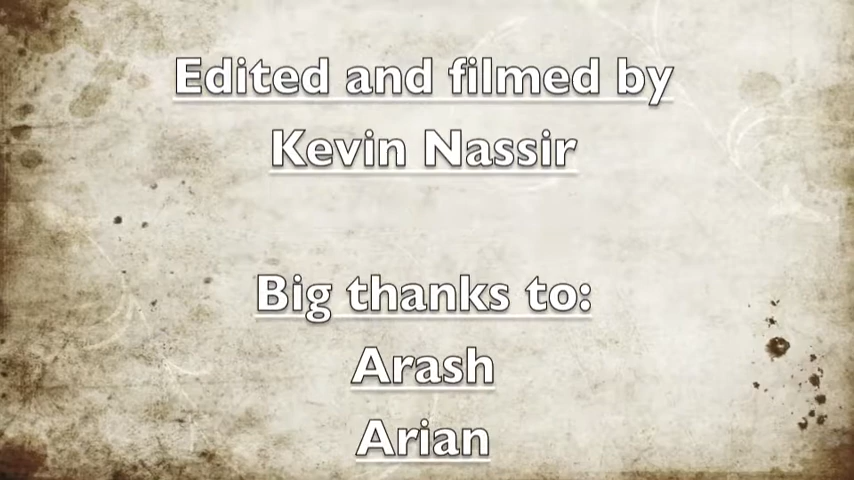 Edited and filmed by
Kevin Nassir
Big thanks to:
Arash
Arian